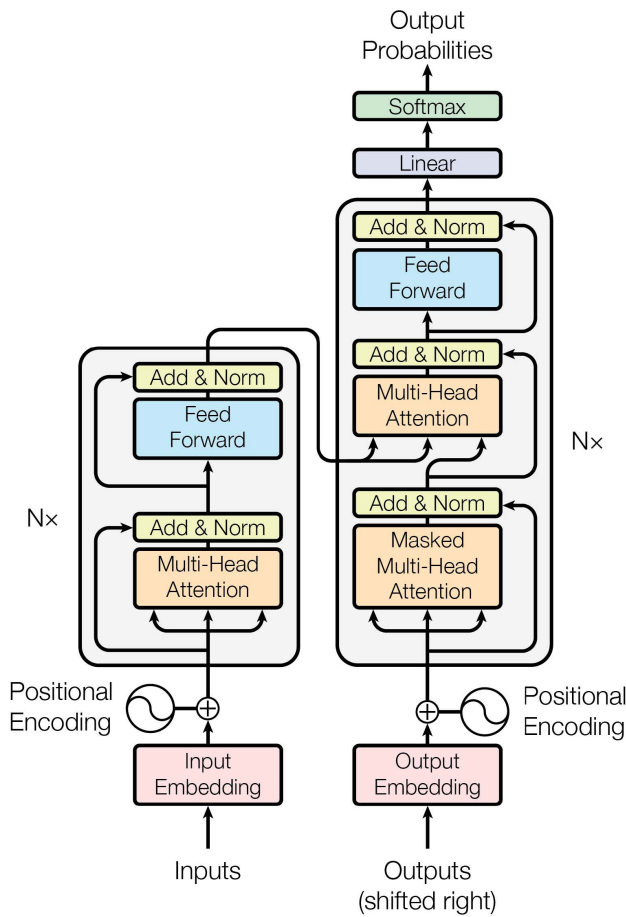 Output
Probabilities
Softmax
Linear
Add & Norm
Feed
Forward
Add & Norm
Multi-Head
Attention
Add & Norm
Masked
Multi-Head
Attention
N×
Add & Norm
Feed
Forward
Add & Norm
Multi-Head
Attention
N×
Positional
Encoding
Positional
Encoding
Input
Embedding
Output
Embedding
Inputs
Outputs
(shifted right)